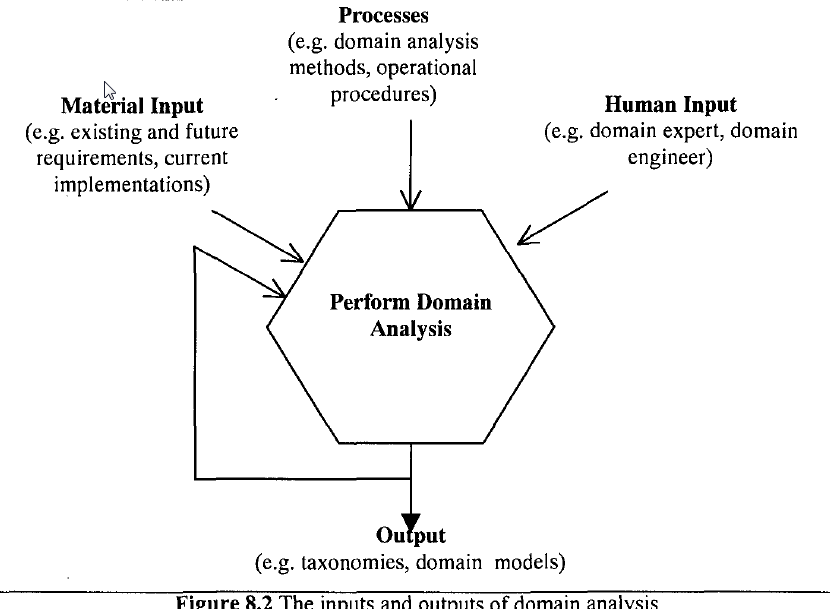 Processes
(e.g. domain analysis
methods, operational
procedures)
Material Input
(e.g. existing and future
requirements, current
implementations)
Human Input
(e.g. domain expert, domain
engineer)
Perform Domain
Analysis
Output
(e.g. taxonomies, domain models)
Figure 8.2 The inputs and outputs of domain analysis